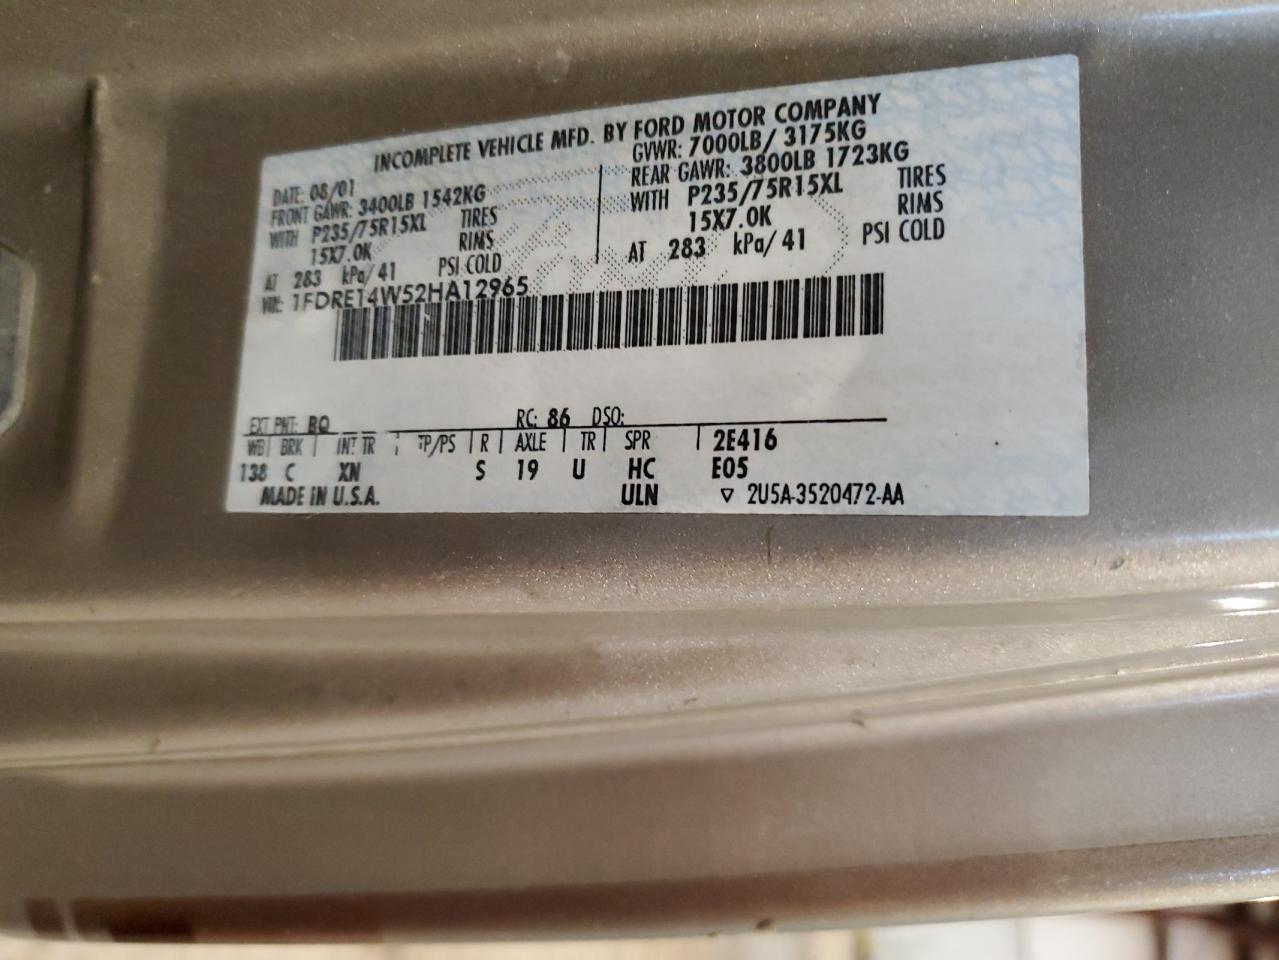 INCOMPLETE VEHICLE MFD. BY FORD MOTOR COMPANY
DATE: 08/01
GVWR: 7000LB/ 3175KG
FRONT GAWR: 3400LB 1542KG
REAR GAWR: 3800LB 1723KG
WITH P235/75R15XL TIRES
WITH P235/75R15XL TIRES
15X7.0K RIMS
15X7.0K RIMS
AT 283 kPa/41 PSI COLD
AT 283 kPa/41 PSI COLD
VIN: 1FDRE14W52HA12965
EXT PNT: BQ RC: 86 DSO:
WB BRK INT TR TP/PS R AXLE TR SPR 2E416
138 C XN S 19 U HC E05
MADE IN U.S.A. ULN ▽ 2U5A-3520472-AA